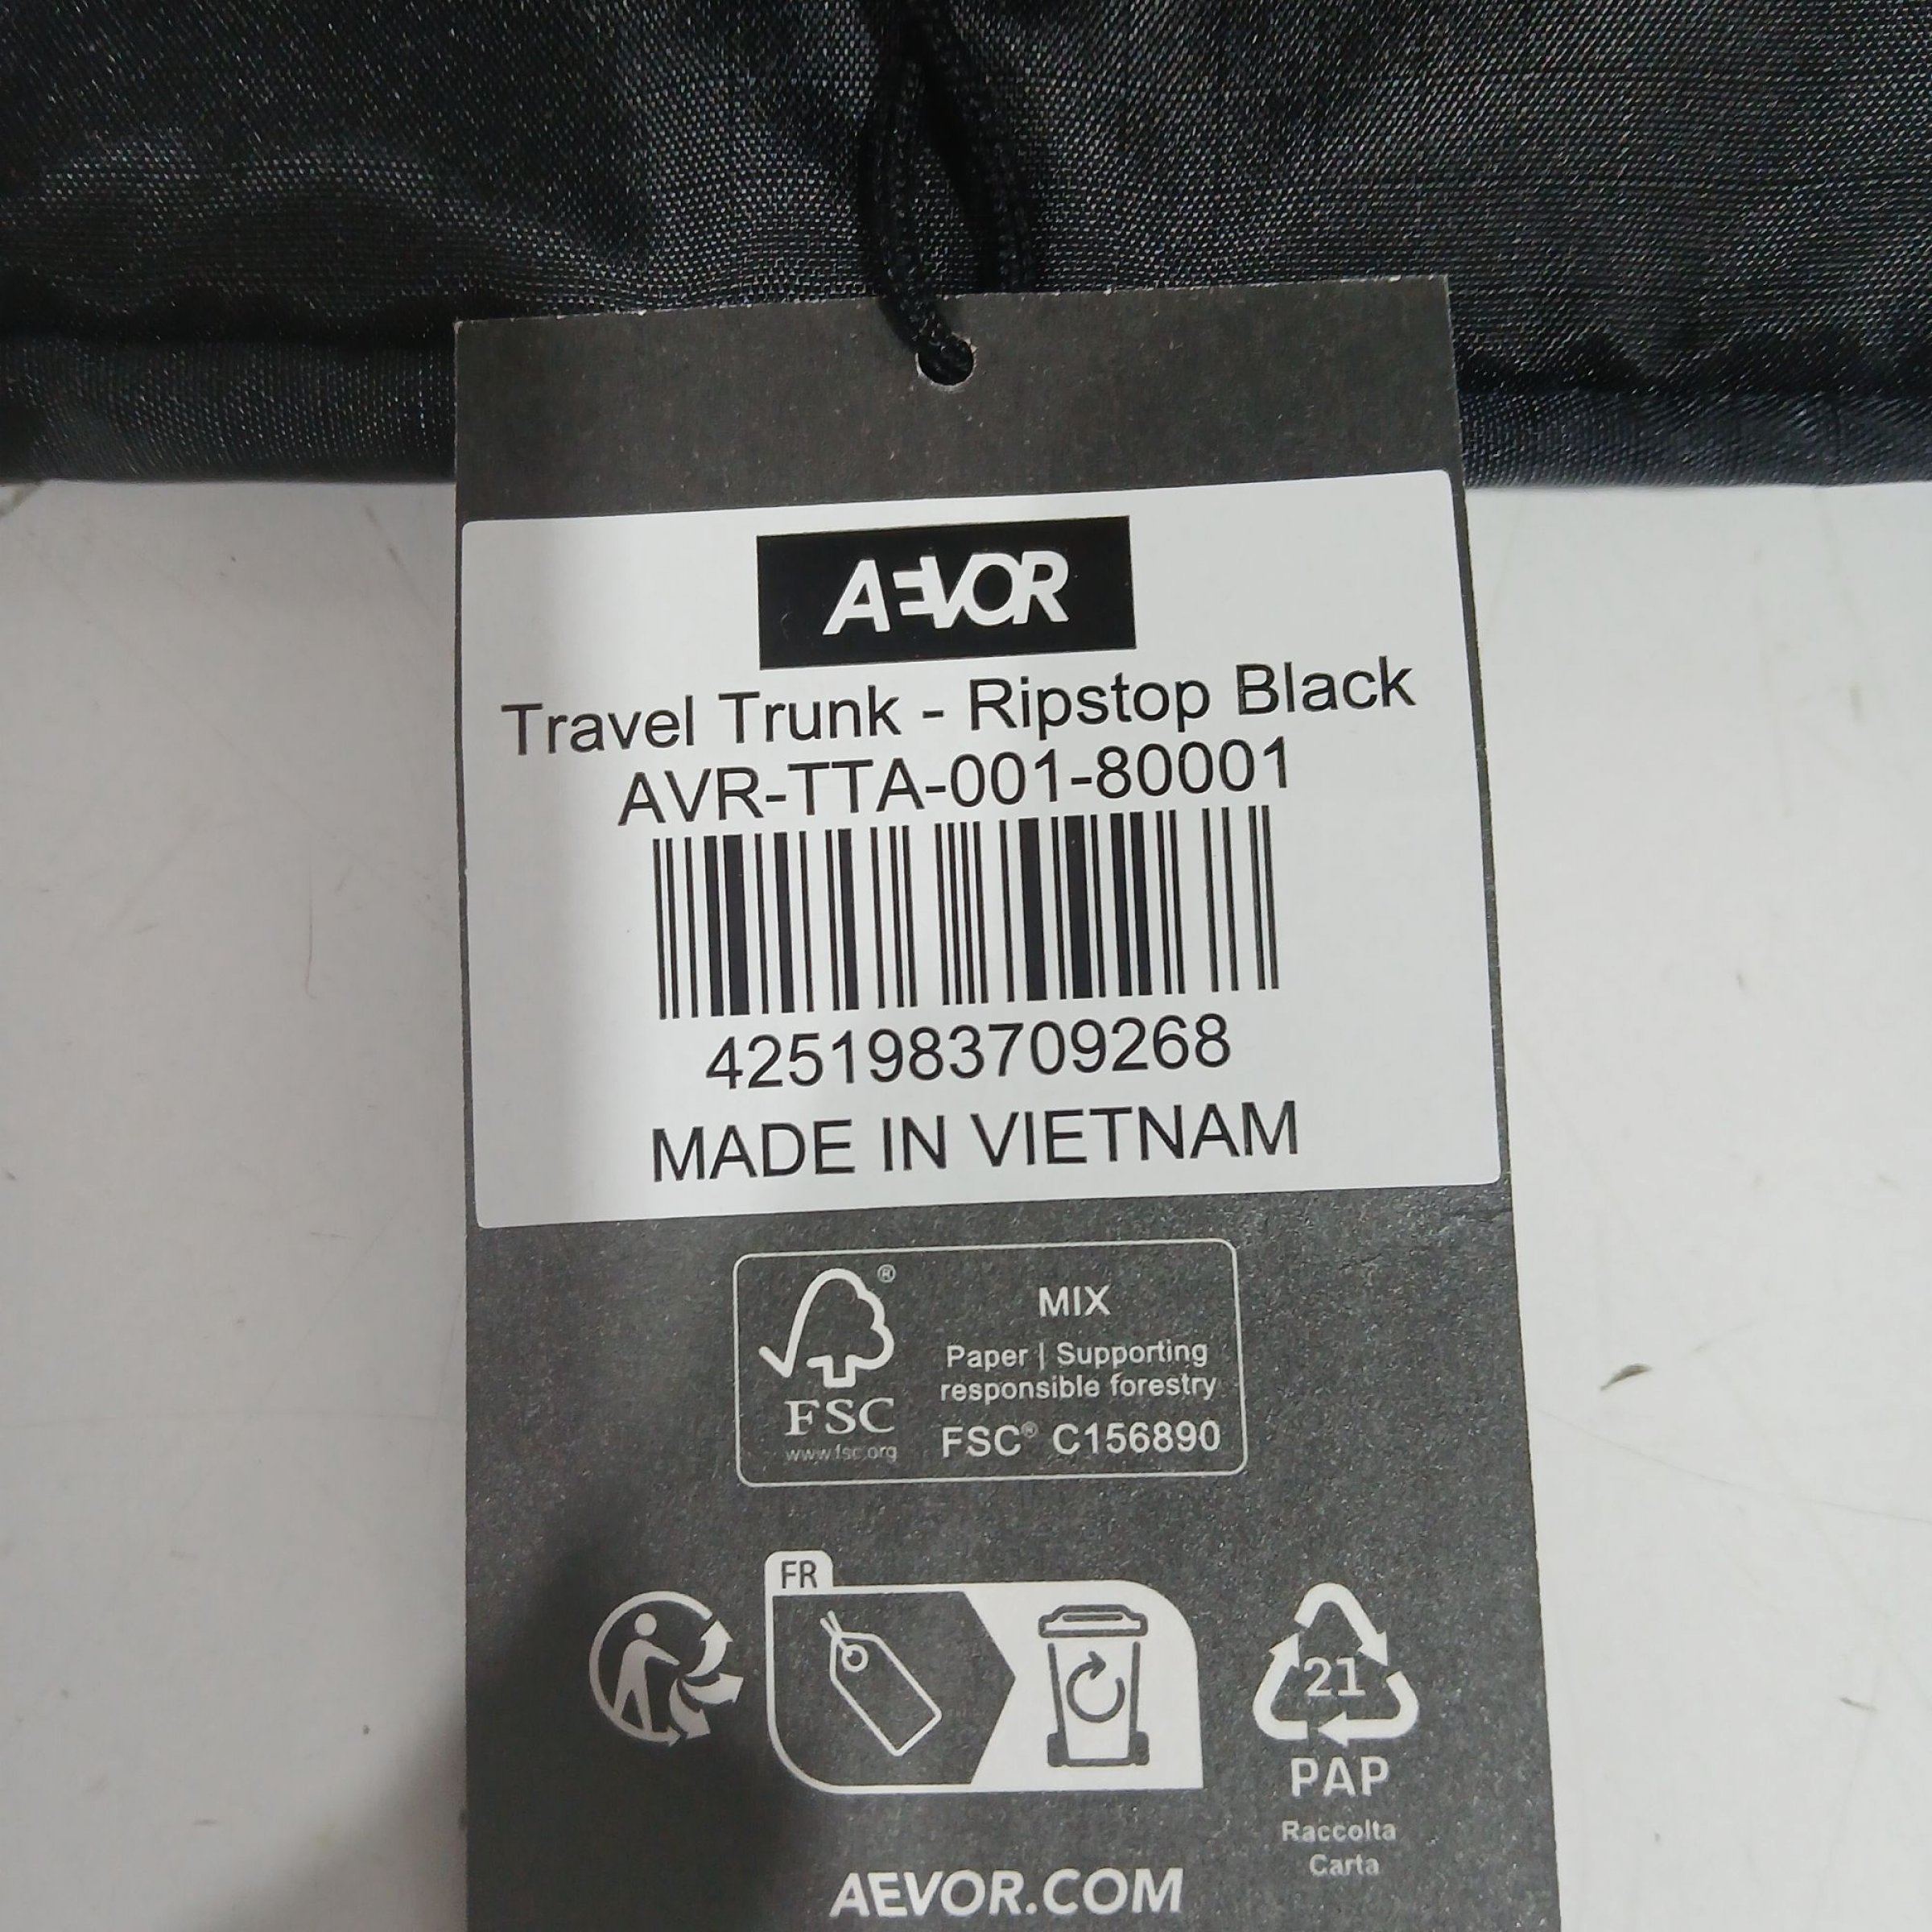 AEVOR
Travel Trunk - Ripstop Black
AVR-TTA-001-80001
4251983709268
MADE IN VIETNAM
®
MIX
Paper | Supporting
responsible forestry
FSC
www.fsc.org
FSC® C156890
FR
21
PAP
Raccolta
Carta
AEVOR.COM